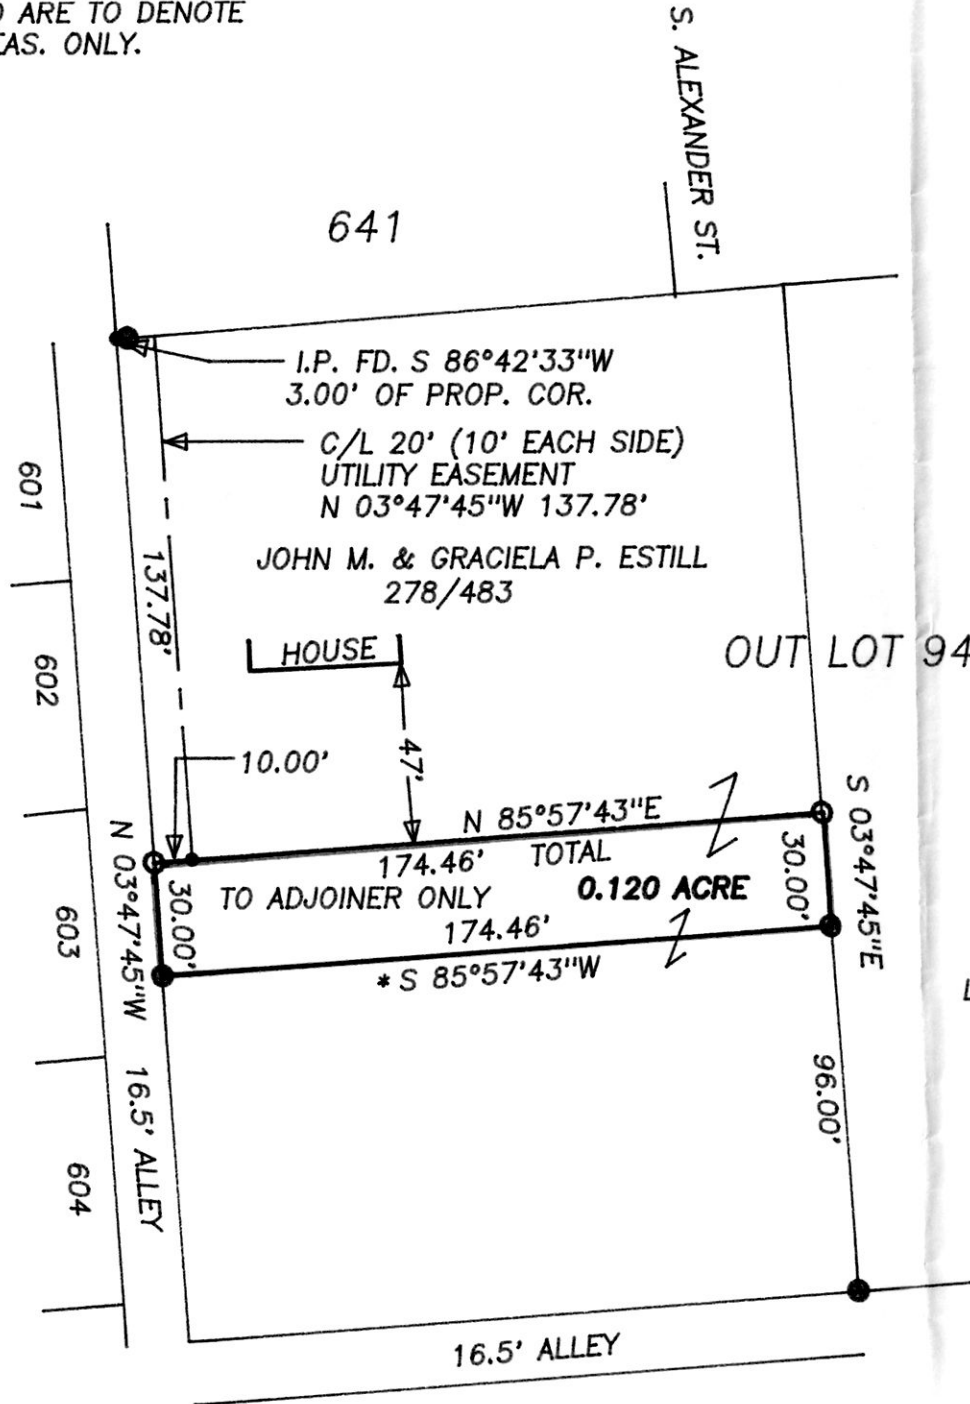 ARE TO DENOTE
ONLY.
S. ALEXANDER ST.
641
I.P. FD. S 86°42'33"W
3.00' OF PROP. COR.
C/L 20' (10' EACH SIDE)
UTILITY EASEMENT
N 03°47'45"W 137.78'
601
137.78'
JOHN M. & GRACIELA P. ESTILL
278/483
HOUSE
OUT LOT 94
602
47'
10.00'
N 85°57'43"E
174.46' TOTAL
TO ADJOINER ONLY
0.120 ACRE
30.00'
30.00'
S 03°47'45"E
174.46'
* S 85°57'43"W
N 03°47'45"W
603
96.00'
16.5' ALLEY
604
16.5' ALLEY